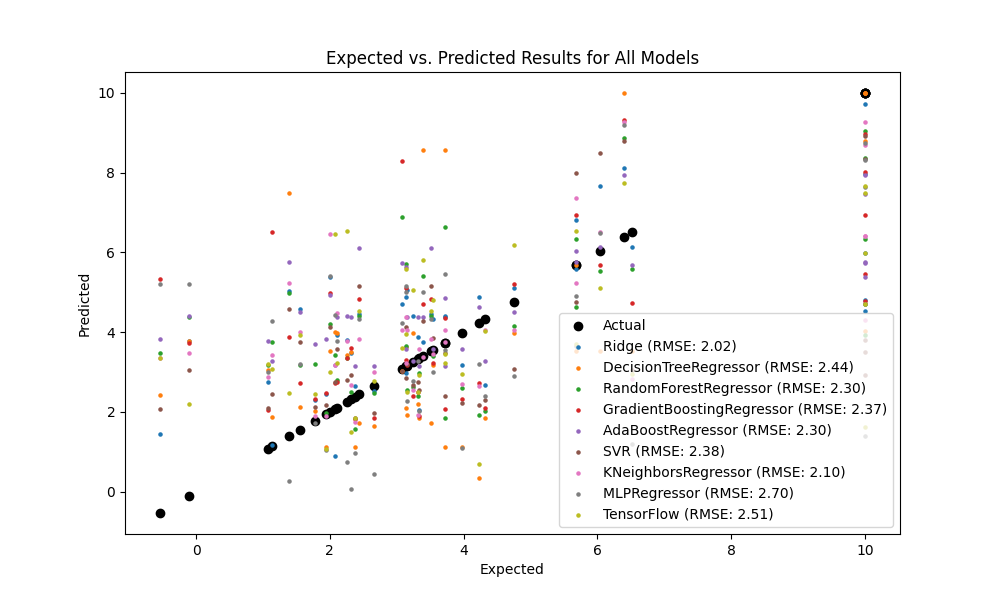 Expected vs. Predicted Results for All Models
10
8
6
4
2
0
Predicted
Actual
Ridge (RMSE: 2.02)
DecisionTreeRegressor (RMSE: 2.44)
RandomForestRegressor (RMSE: 2.30)
GradientBoostingRegressor (RMSE: 2.37)
AdaBoostRegressor (RMSE: 2.30)
SVR (RMSE: 2.38)
KNeighborsRegressor (RMSE: 2.10)
MLPRegressor (RMSE: 2.70)
TensorFlow (RMSE: 2.51)
0 2 4 6 8 10
Expected